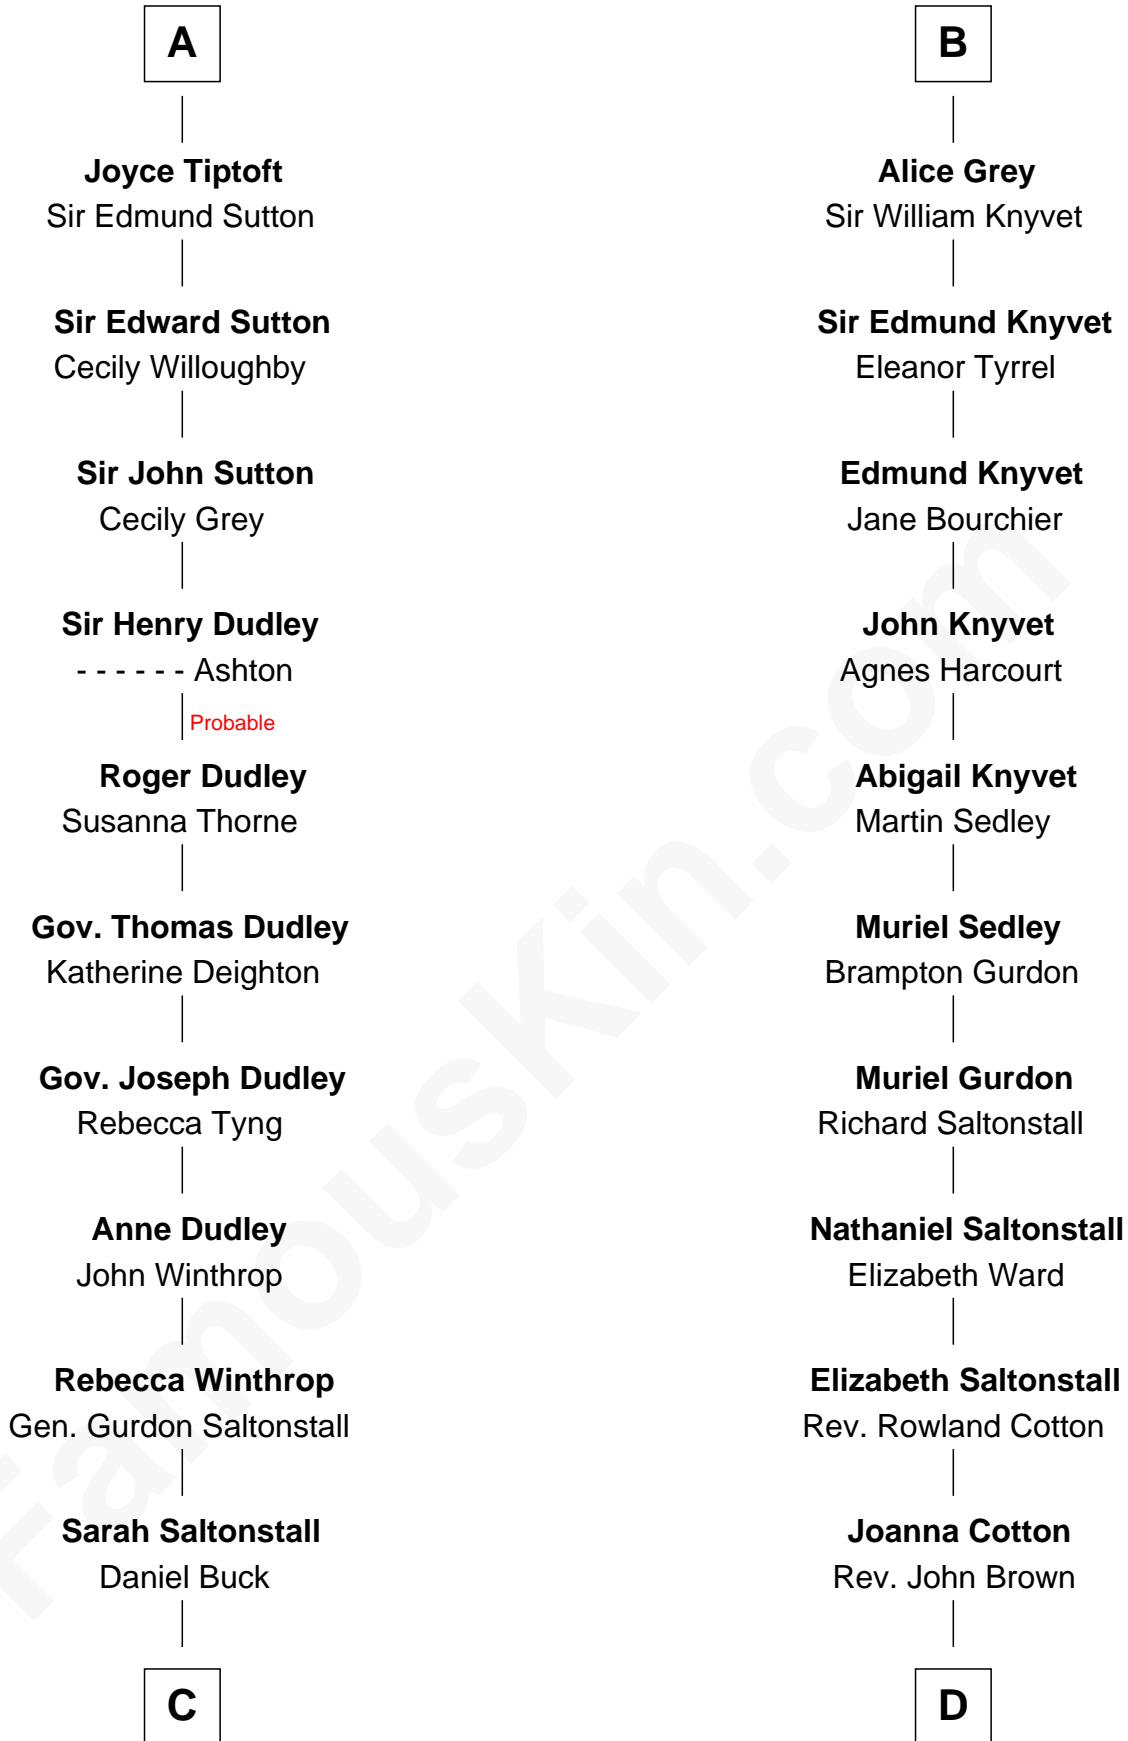 A
Joyce Tiptoft
Sir Edmund Sutton
Sir Edward Sutton
Cecily Willoughby
Sir John Sutton
Cecily Grey
Sir Henry Dudley
- - - - - - Ashton
Probable
Roger Dudley
Susanna Thorne
Gov. Thomas Dudley
Katherine Deighton
Gov. Joseph Dudley
Rebecca Tyng
Anne Dudley
John Winthrop
Rebecca Winthrop
Gen. Gurdon Saltonstall
Sarah Saltonstall
Daniel Buck
C
B
Alice Grey
Sir William Knyvet
Sir Edmund Knyvet
Eleanor Tyrrel
Edmund Knyvet
Jane Bourchier
John Knyvet
Agnes Harcourt
Abigail Knyvet
Martin Sedley
Muriel Sedley
Brampton Gurdon
Muriel Gurdon
Richard Saltonstall
Nathaniel Saltonstall
Elizabeth Ward
Elizabeth Saltonstall
Rev. Rowland Cotton
Joanna Cotton
Rev. John Brown
D
FamousKin.com